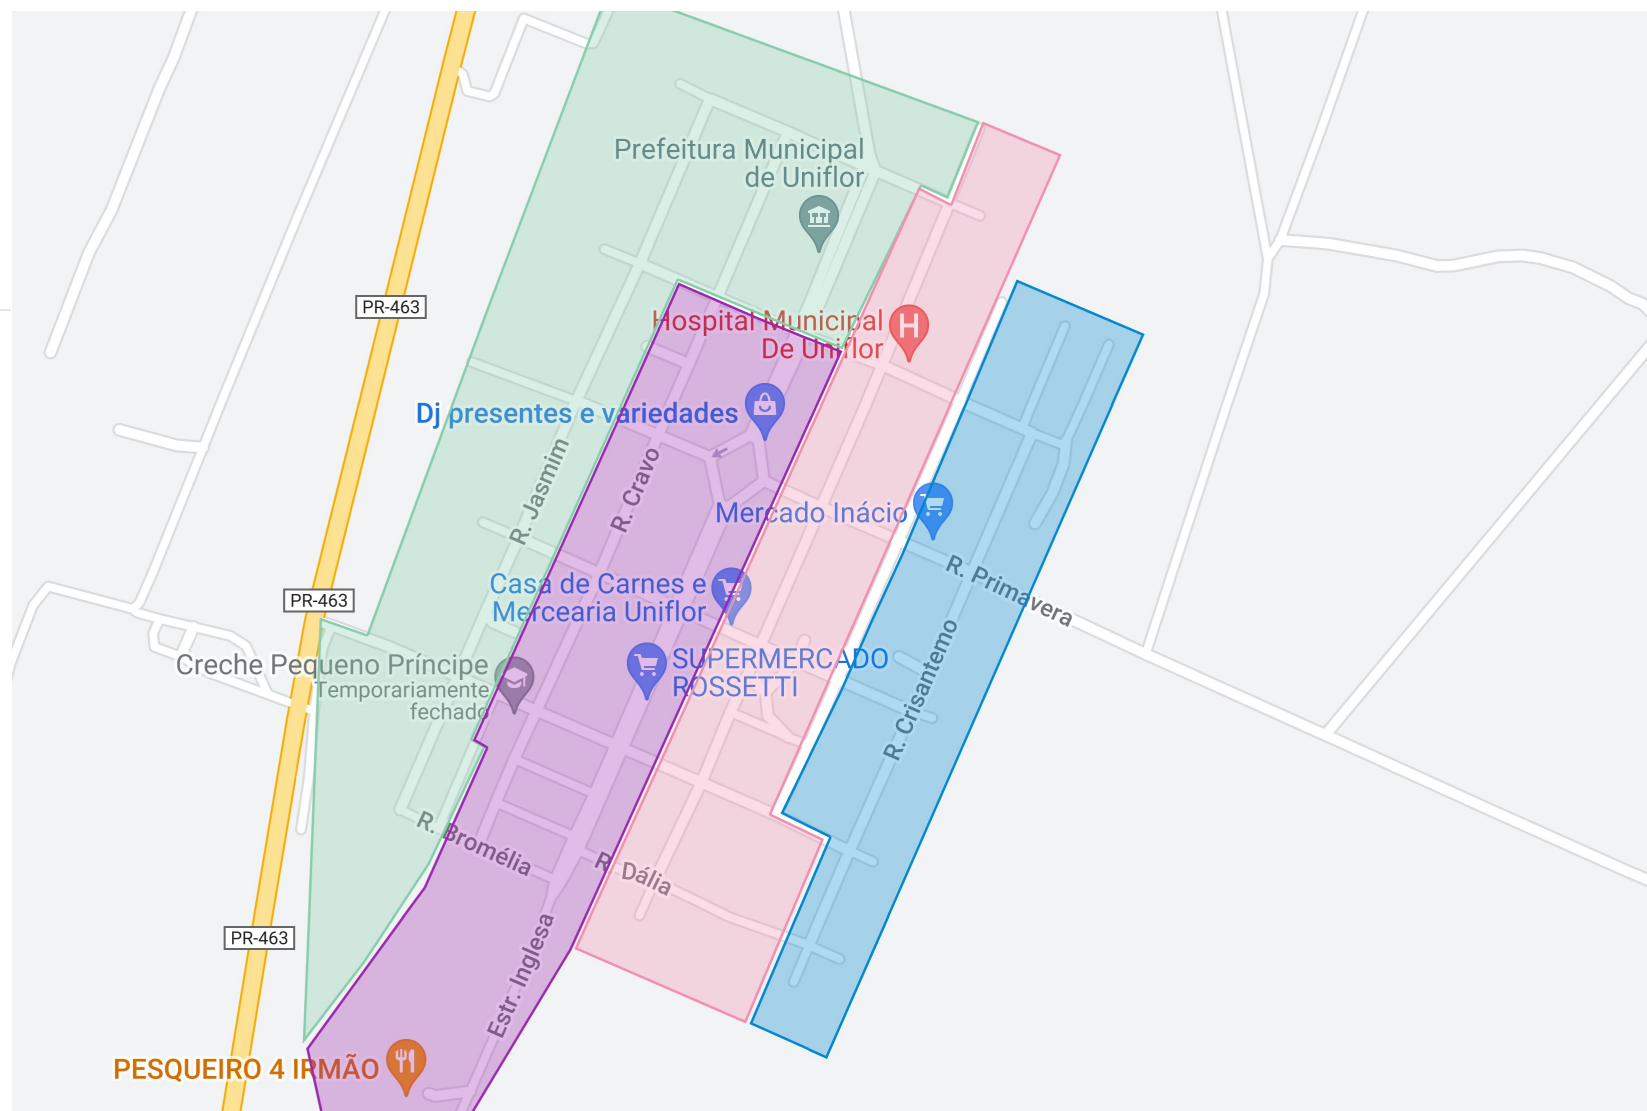 Prefeitura Municipal
de Uniflor
PR-463
Hospital Municipal
De Uniflor
Dj presentes e variedades
R. Jasmim
R. Cravo
Mercado Inácio
R. Primavera
Casa de Carnes e
Mercearia Uniflor
PR-463
R. Crisantemo
SUPERMERCADO
ROSSETTI
Creche Pequeno Príncipe
Temporariamente
fechado
R. Bromélia
R. Dália
PR-463
Estr. Inglesa
PESQUEIRO 4 IRMÃO